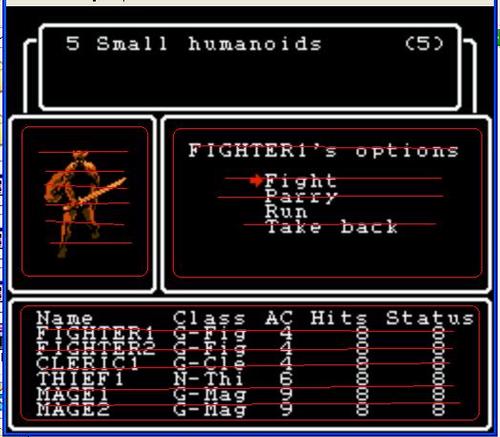 5 Small humanoids (5)
FIGHTER1's options
Fight
Parry
Run
Take back
Name Class AC Hits Status
FIGHTER1 G-Fig 4 8 8
FIGHTER2 G-Fig 4 8 8
CLERIC1 G-Cle 4 8 8
THIEF1 N-Thi 6 8 8
MAGE1 G-Mag 9 8 8
MAGE2 G-Mag 9 8 8